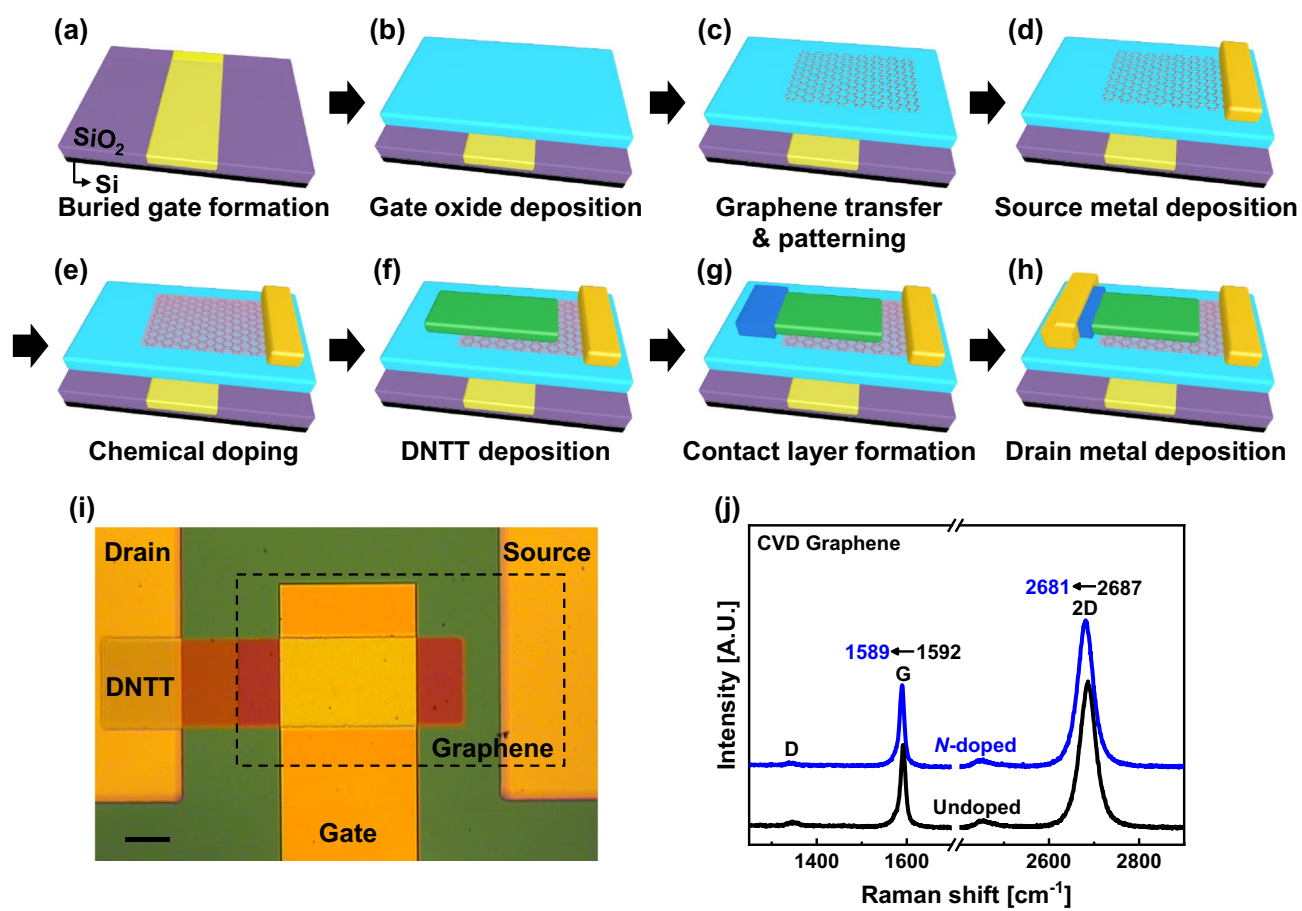 (a)
(b)
(c)
(d)
SiO2
Si
Buried gate formation
Gate oxide deposition
Graphene transfer
& patterning
Source metal deposition
(e)
(f)
(g)
(h)
Chemical doping
DNTT deposition
Contact layer formation
Drain metal deposition
(i)
Drain
Source
DNTT
Graphene
Gate
(j)
CVD Graphene
2681←2687
2D
1589←1592
G
D
N-doped
Undoped
Intensity [A.U.]
1400
1600
2600
2800
Raman shift [cm-1]